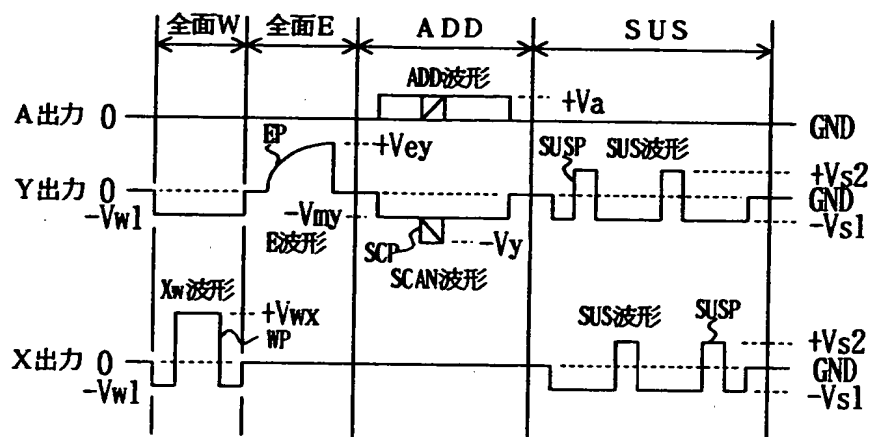 全面W 全面E ADD SUS
ADD波形
+Va
A出力 0
GND
EP
+Vey
SUSP SUS波形
+Vs2
Y出力 0
GND
-Vw1
-Vmy
-Vs1
E波形
SCP
-Vy
SCAN波形
Xw波形
+Vwx
WP
SUS波形 SUSP
+Vs2
X出力 0
GND
-Vw1
-Vs1